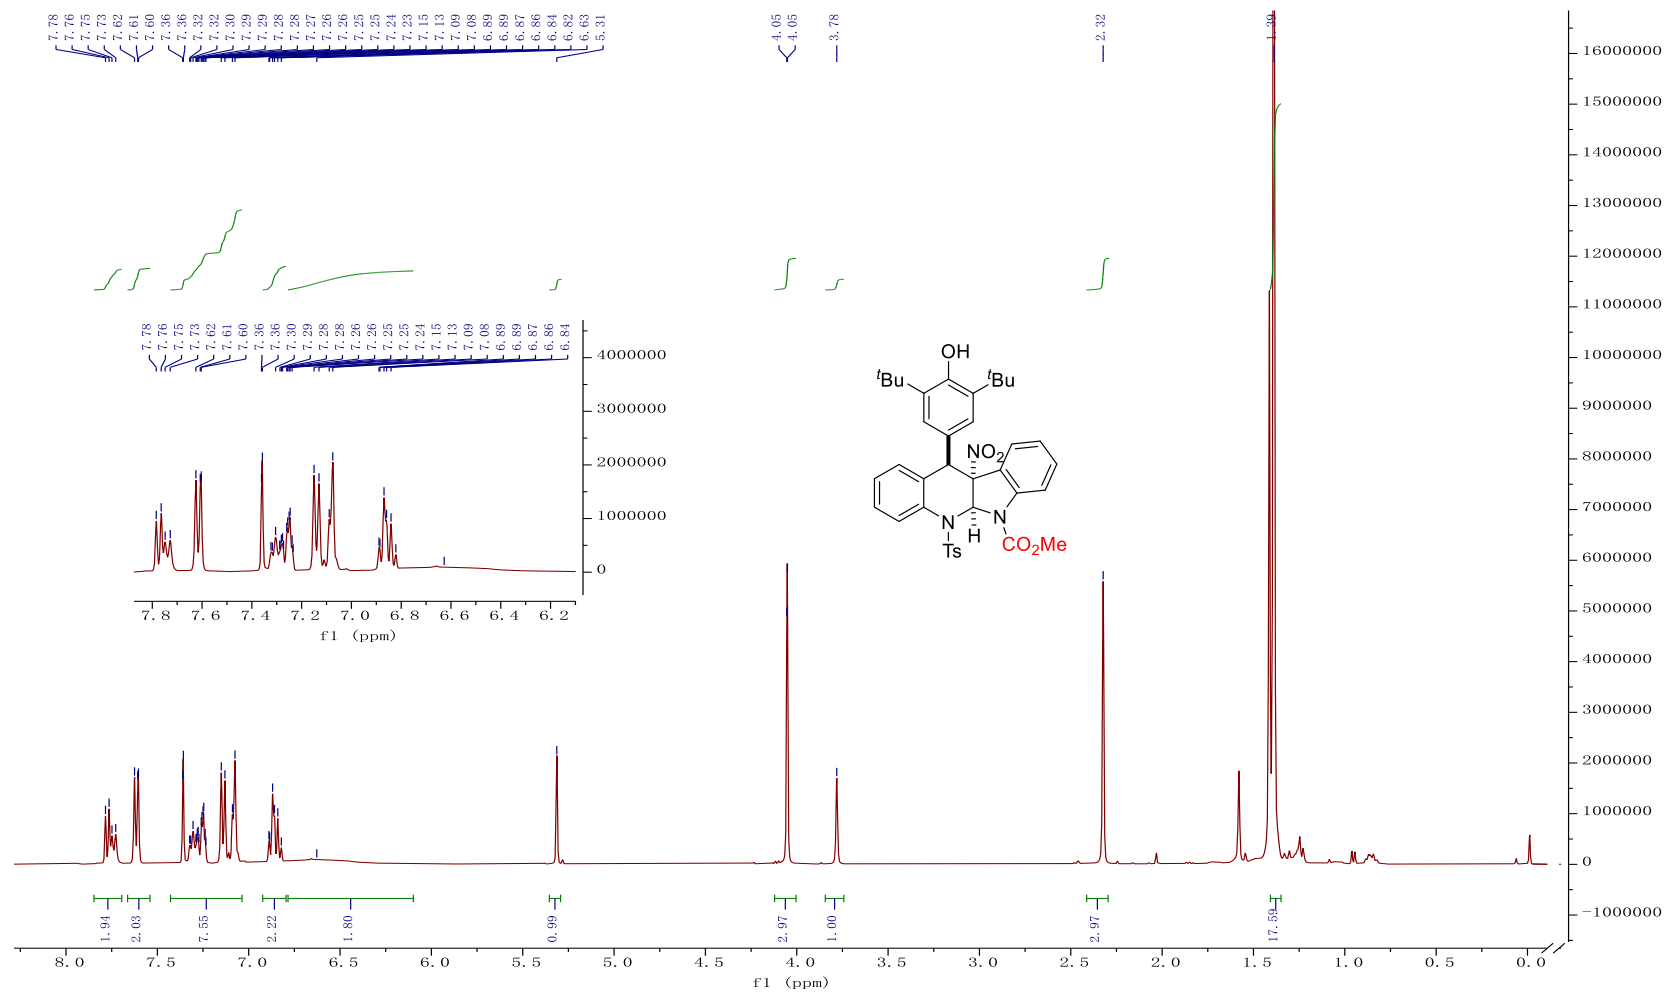 7.78 7.76 7.75 7.73 7.62 7.61 7.60 7.36 7.36 7.32 7.32 7.30 7.29 7.29 7.28 7.28 7.27 7.26 7.26 7.25 7.25 7.24 7.23 7.15 7.13 7.09 7.08 6.89 6.89 6.87 6.86 6.84 6.82 6.63 5.31
4.05 4.05 3.78
2.32
1.39
16000000
15000000
14000000
13000000
12000000
11000000
10000000
9000000
8000000
7000000
6000000
5000000
4000000
3000000
2000000
1000000
0
-1000000
7.78 7.76 7.75 7.73 7.62 7.61 7.60 7.36 7.36 7.30 7.29 7.28 7.28 7.26 7.26 7.25 7.25 7.24 7.15 7.13 7.09 7.08 6.89 6.89 6.87 6.86 6.84
4000000
3000000
2000000
1000000
0
7.8 7.6 7.4 7.2 7.0 6.8 6.6 6.4 6.2
f1 (ppm)
OH
tBu tBu
NO2
N H N
Ts CO2Me
1.94 2.03 7.55 2.22 1.80 0.99 2.97 1.00 2.97 17.59
8.0 7.5 7.0 6.5 6.0 5.5 5.0 4.5 4.0 3.5 3.0 2.5 2.0 1.5 1.0 0.5 0.0
f1 (ppm)